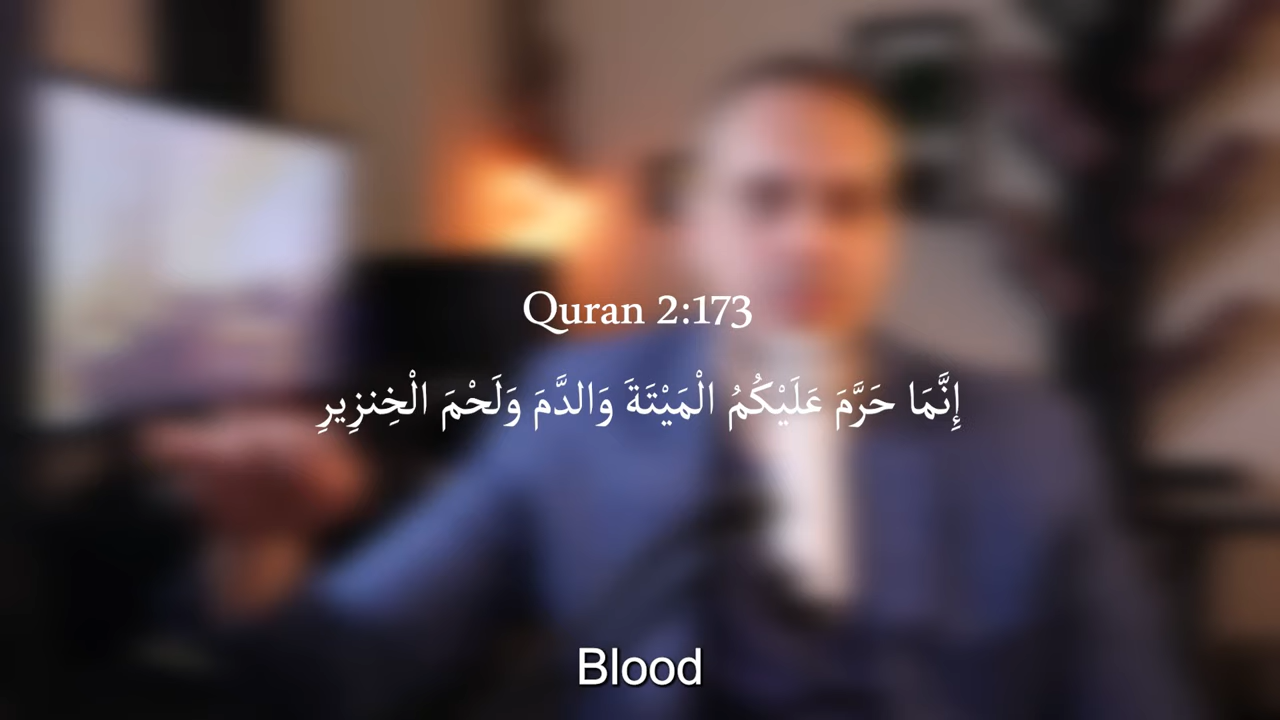 Quran 2:173
إِنَّمَا حَرَّمَ عَلَيْكُمُ الْمَيْتَةَ وَالدَّمَ وَلَحْمَ الْخِنزِيرِ
Blood